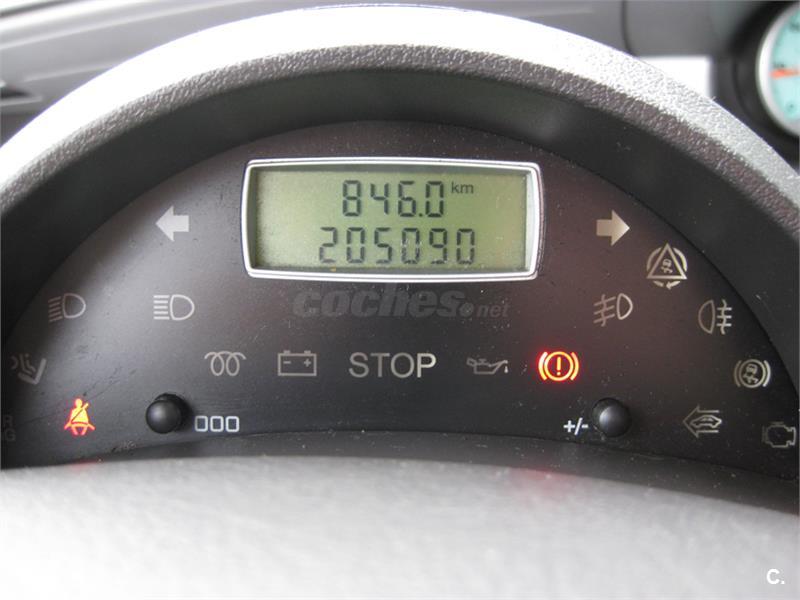 846.0 km
205090
coches.net
STOP
000
+/-
C.